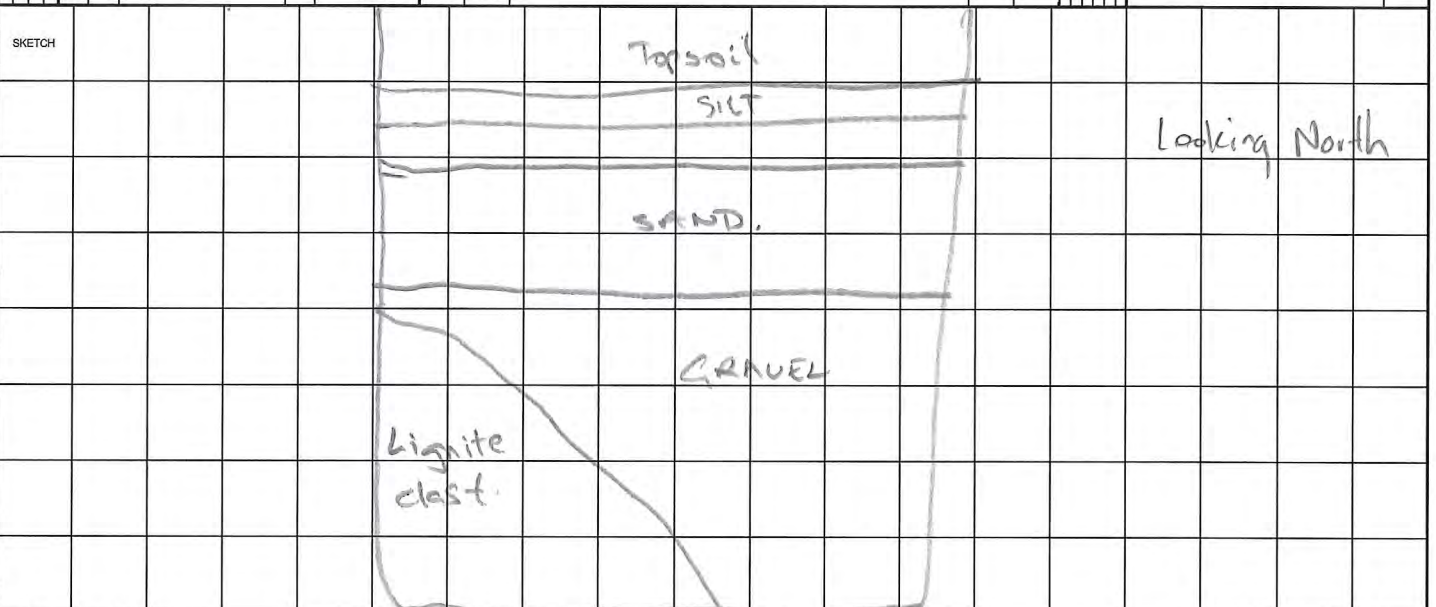 SKETCH
Topsoil
SILT
Looking North
SAND.
GRAVEL
Lignite
clast.